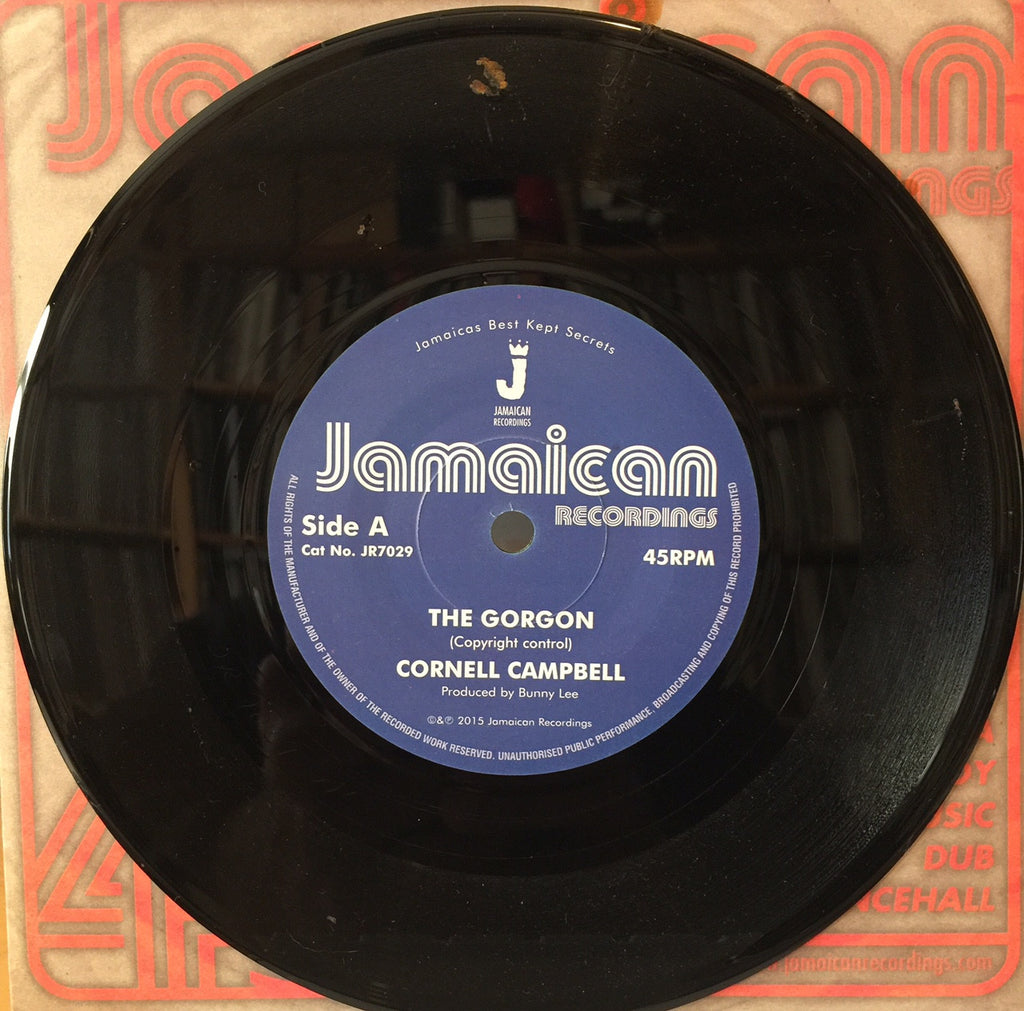 Jamaicas Best Kept Secrets
J
JAMAICAN
RECORDINGS
Jamaican
RECORDINGS
Side A
Cat No. JR7029
45RPM
THE GORGON
(Copyright control)
CORNELL CAMPBELL
Produced by Bunny Lee
©&℗ 2015 Jamaican Recordings
ALL RIGHTS OF THE MANUFACTURER AND OF THE OWNER OF THE RECORDED WORK RESERVED. UNAUTHORISED PUBLIC PERFORMANCE, BROADCASTING AND COPYING OF THIS RECORD PROHIBITED
DUB
jamaicanrecordings.com